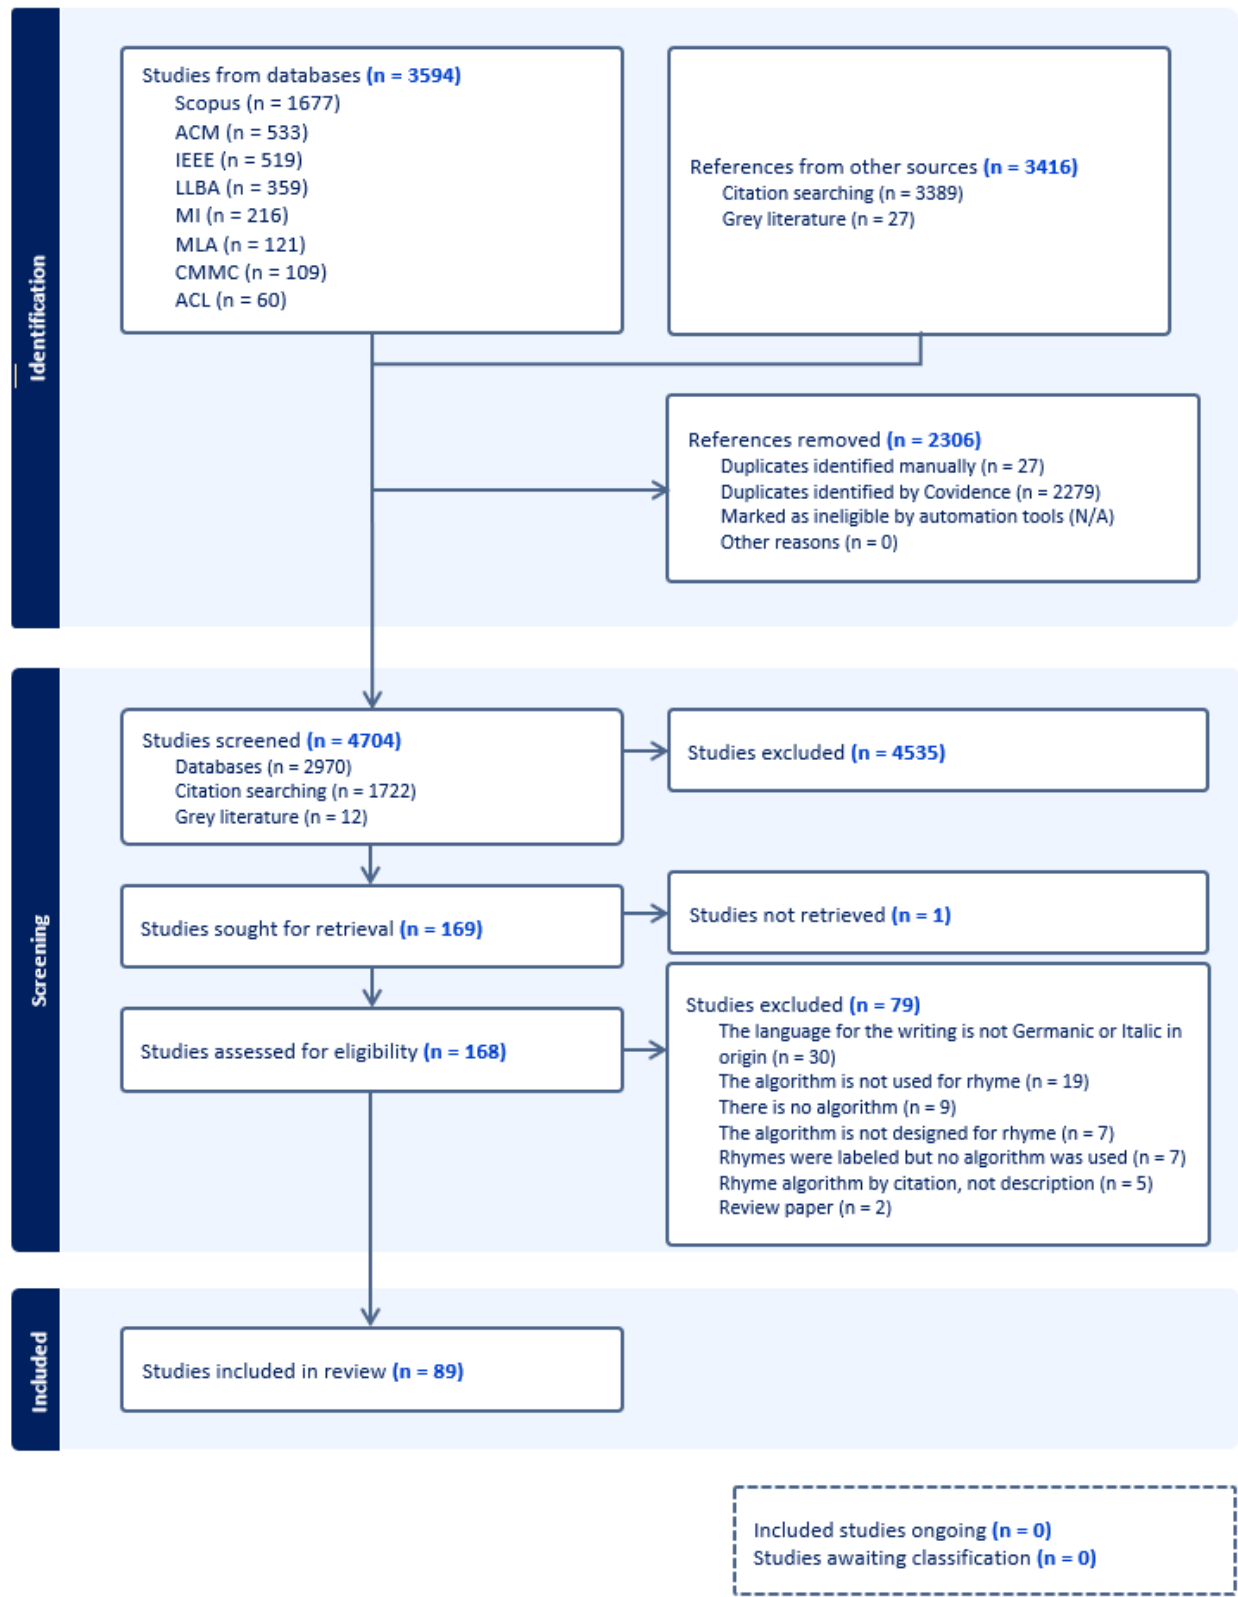 Identification
Studies from databases (n = 3594)
Scopus (n = 1677)
ACM (n = 533)
IEEE (n = 519)
LLBA (n = 359)
MI (n = 216)
MLA (n = 121)
CMMC (n = 109)
ACL (n = 60)
References from other sources (n = 3416)
Citation searching (n = 3389)
Grey literature (n = 27)
References removed (n = 2306)
Duplicates identified manually (n = 27)
Duplicates identified by Covidence (n = 2279)
Marked as ineligible by automation tools (N/A)
Other reasons (n = 0)
Screening
Studies screened (n = 4704)
Databases (n = 2970)
Citation searching (n = 1722)
Grey literature (n = 12)
Studies excluded (n = 4535)
Studies sought for retrieval (n = 169)
Studies not retrieved (n = 1)
Studies assessed for eligibility (n = 168)
Studies excluded (n = 79)
The language for the writing is not Germanic or Italic in
origin (n = 30)
The algorithm is not used for rhyme (n = 19)
There is no algorithm (n = 9)
The algorithm is not designed for rhyme (n = 7)
Rhymes were labeled but no algorithm was used (n = 7)
Rhyme algorithm by citation, not description (n = 5)
Review paper (n = 2)
Included
Studies included in review (n = 89)
Included studies ongoing (n = 0)
Studies awaiting classification (n = 0)